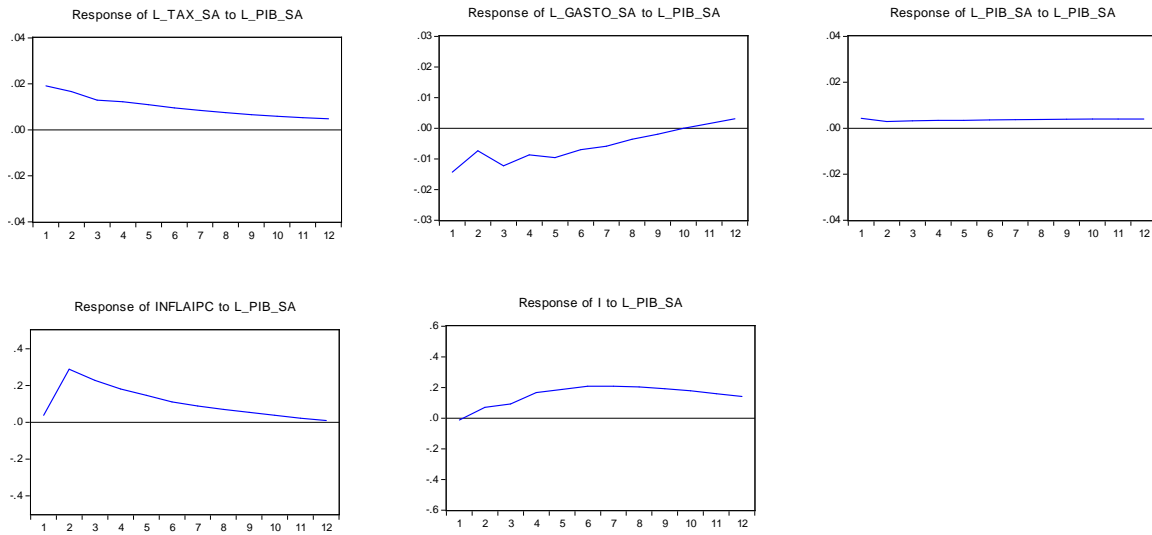 Response of L_TAX_SA to L_PIB_SA
.04
.02
.00
-.02
-.04
1 2 3 4 5 6 7 8 9 10 11 12
Response of L_GASTO_SA to L_PIB_SA
.03
.02
.01
.00
-.01
-.02
-.03
1 2 3 4 5 6 7 8 9 10 11 12
Response of L_PIB_SA to L_PIB_SA
.04
.02
.00
-.02
-.04
1 2 3 4 5 6 7 8 9 10 11 12
Response of INFLAIPC to L_PIB_SA
.4
.2
.0
-.2
-.4
1 2 3 4 5 6 7 8 9 10 11 12
Response of I to L_PIB_SA
.6
.4
.2
.0
-.2
-.4
-.6
1 2 3 4 5 6 7 8 9 10 11 12